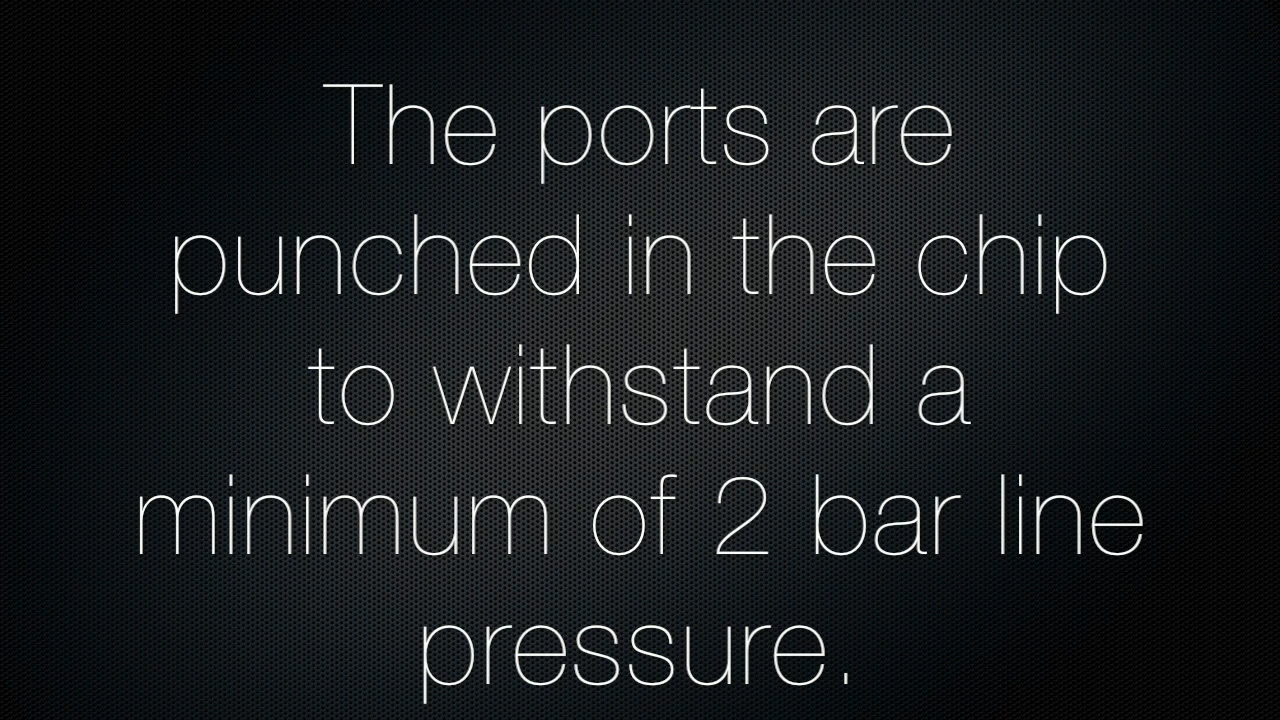 The ports are
punched in the chip
to withstand a
minimum of 2 bar line
pressure.